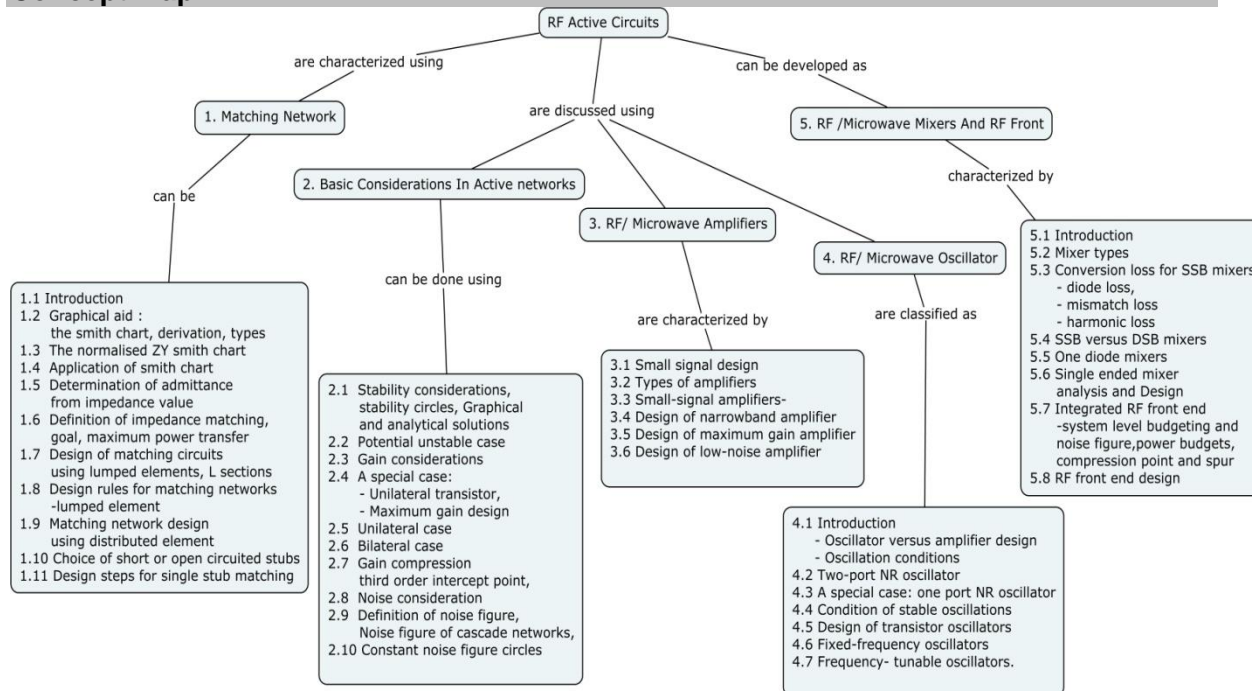 RF Active Circuits
are characterized using
can be developed as
1. Matching Network
are discussed using
5. RF /Microwave Mixers And RF Front
2. Basic Considerations In Active networks
characterized by
can be
3. RF/ Microwave Amplifiers
4. RF/ Microwave Oscillator
can be done using
are characterized by
are classified as
1.1 Introduction
1.2 Graphical aid :
the smith chart, derivation, types
1.3 The normalised ZY smith chart
1.4 Application of smith chart
1.5 Determination of admittance
from impedance value
1.6 Definition of impedance matching,
goal, maximum power transfer
1.7 Design of matching circuits
using lumped elements, L sections
1.8 Design rules for matching networks
-lumped element
1.9 Matching network design
using distributed element
1.10 Choice of short or open circuited stubs
1.11 Design steps for single stub matching
2.1 Stability considerations,
stability circles, Graphical
and analytical solutions
2.2 Potential unstable case
2.3 Gain considerations
2.4 A special case:
- Unilateral transistor,
- Maximum gain design
2.5 Unilateral case
2.6 Bilateral case
2.7 Gain compression
third order intercept point,
2.8 Noise consideration
2.9 Definition of noise figure,
Noise figure of cascade networks,
2.10 Constant noise figure circles
3.1 Small signal design
3.2 Types of amplifiers
3.3 Small-signal amplifiers-
3.4 Design of narrowband amplifier
3.5 Design of maximum gain amplifier
3.6 Design of low-noise amplifier
4.1 Introduction
- Oscillator versus amplifier design
- Oscillation conditions
4.2 Two-port NR oscillator
4.3 A special case: one port NR oscillator
4.4 Condition of stable oscillations
4.5 Design of transistor oscillators
4.6 Fixed-frequency oscillators
4.7 Frequency- tunable oscillators.
5.1 Introduction
5.2 Mixer types
5.3 Conversion loss for SSB mixers
- diode loss,
- mismatch loss
- harmonic loss
5.4 SSB versus DSB mixers
5.5 One diode mixers
5.6 Single ended mixer
analysis and Design
5.7 Integrated RF front end
-system level budgeting and
noise figure,power budgets,
compression point and spur
5.8 RF front end design